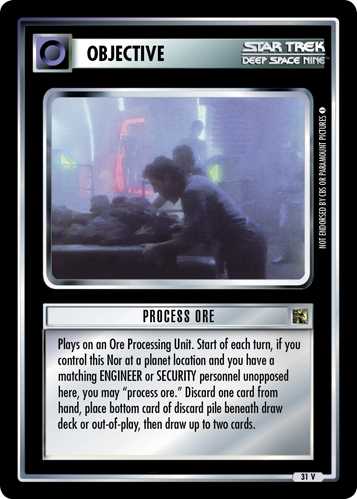 OBJECTIVE
STAR TREK
DEEP SPACE NINE™
NOT ENDORSED BY CBS OR PARAMOUNT PICTURES
PROCESS ORE
Plays on an Ore Processing Unit. Start of each turn, if you
control this Nor at a planet location and you have a
matching ENGINEER or SECURITY personnel unopposed
here, you may “process ore.” Discard one card from
hand, place bottom card of discard pile beneath draw
deck or out-of-play, then draw up to two cards.
31 V